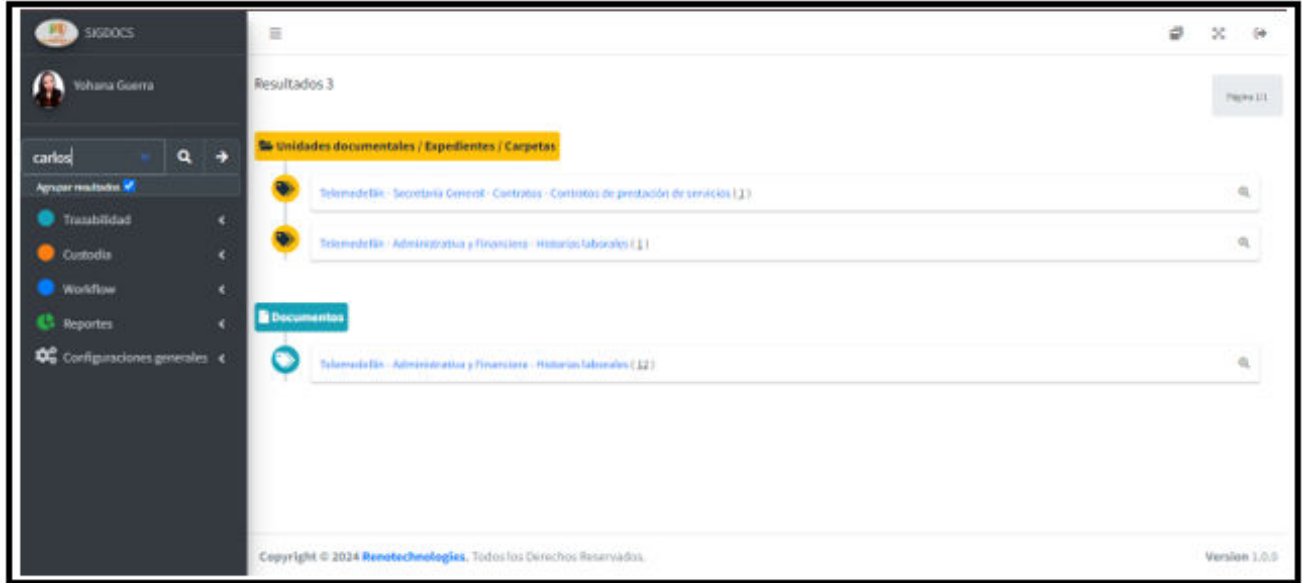 SIGDOCS
Yohana Guerra
carlos
Agrupar resultados
Trazabilidad
Custodia
Workflow
Reportes
Configuraciones generales
Resultados 3
Página 1/1
Unidades documentales / Expedientes / Carpetas
Telemedellín - Secretaría General - Contratos - Contratos de prestación de servicios ( 1 )
Telemedellín - Administrativa y Financiera - Historias laborales ( 1 )
Documentos
Telemedellín - Administrativa y Financiera - Historias laborales ( 12 )
Copyright © 2024 Renotechnologies. Todos los Derechos Reservados.
Version 1.0.0